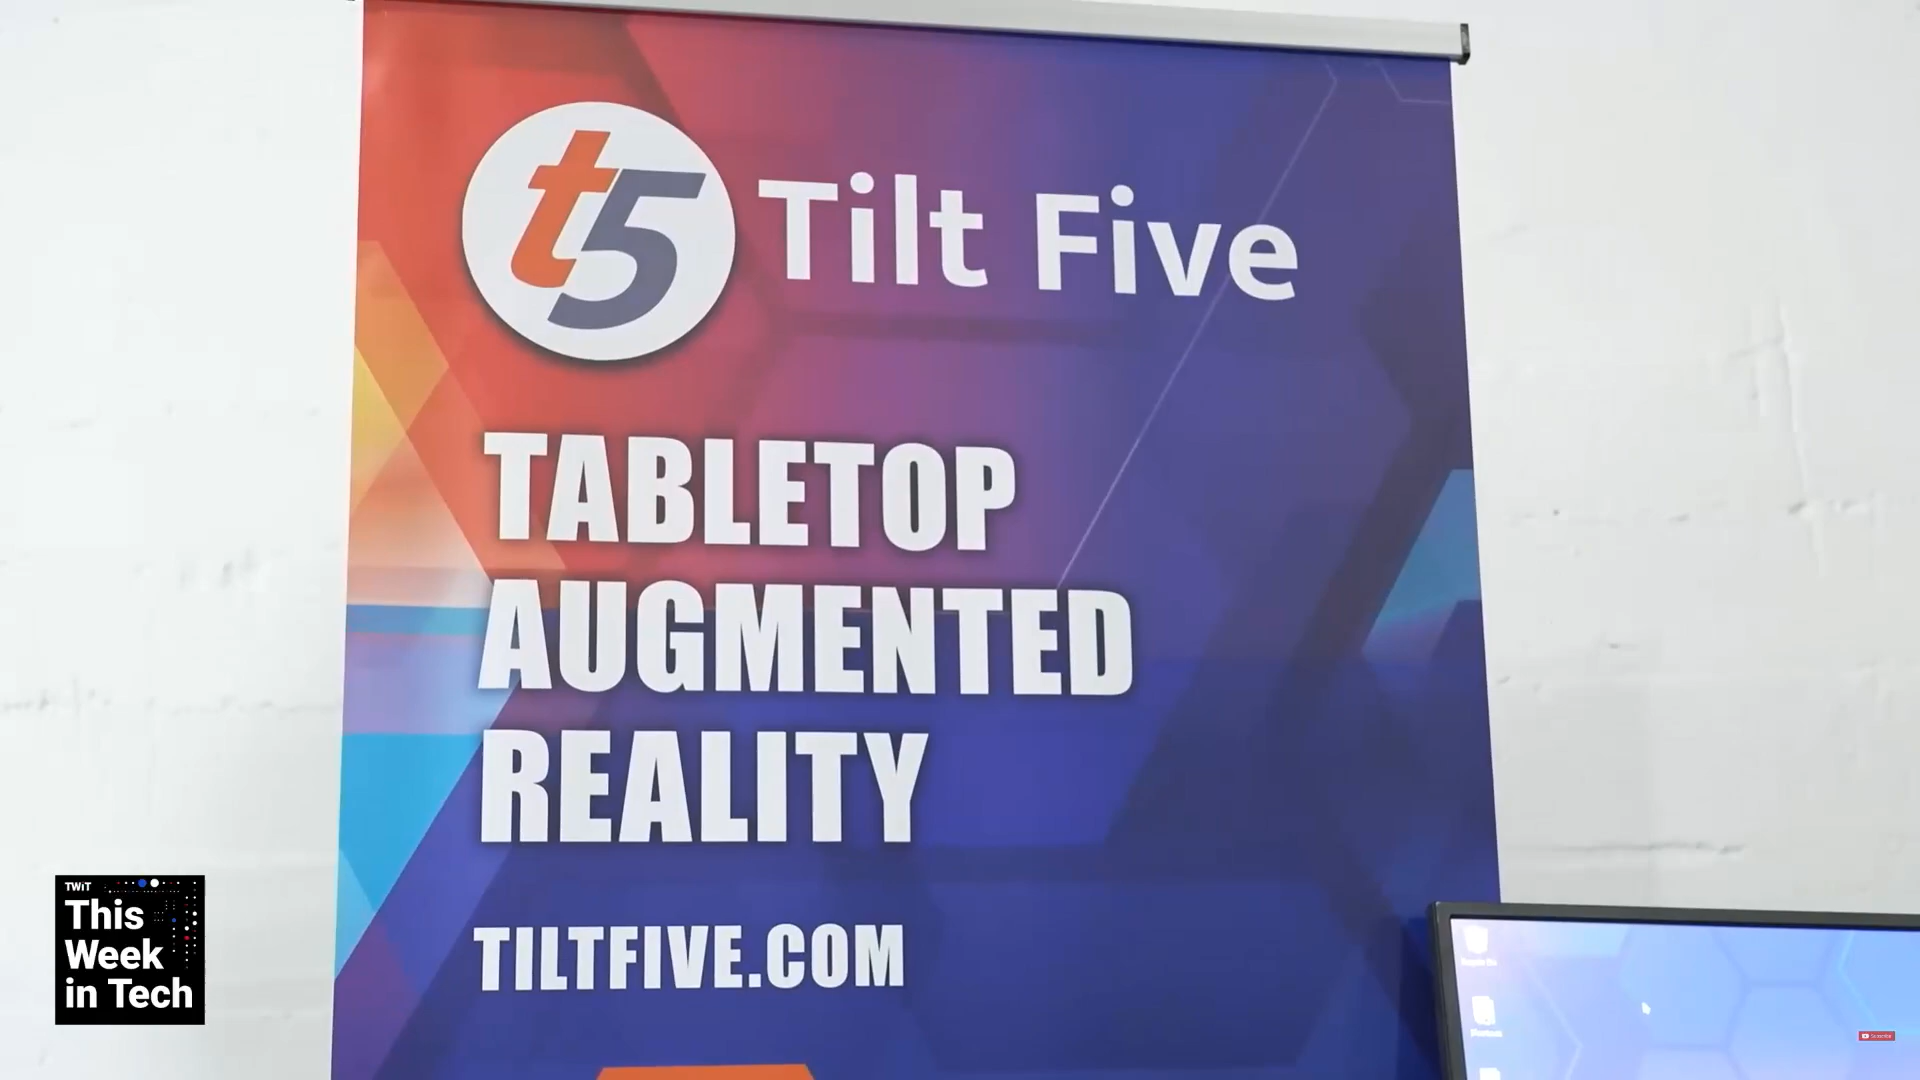 t5 Tilt Five
TABLETOP
AUGMENTED
REALITY
TILTFIVE.COM
TWiT
This
Week
in Tech